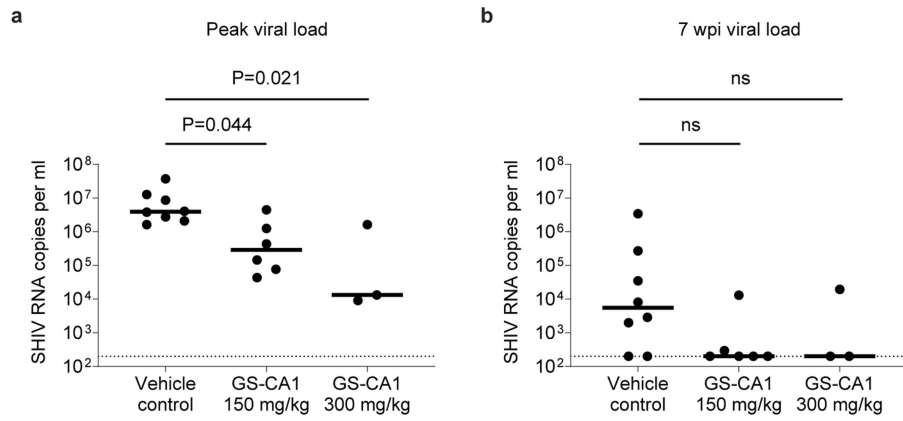 a
Peak viral load
P=0.021
P=0.044
SHIV RNA copies per ml
10⁸
10⁷
10⁶
10⁵
10⁴
10³
10²
Vehicle control
GS-CA1 150 mg/kg
GS-CA1 300 mg/kg
b
7 wpi viral load
ns
ns
SHIV RNA copies per ml
10⁸
10⁷
10⁶
10⁵
10⁴
10³
10²
Vehicle control
GS-CA1 150 mg/kg
GS-CA1 300 mg/kg